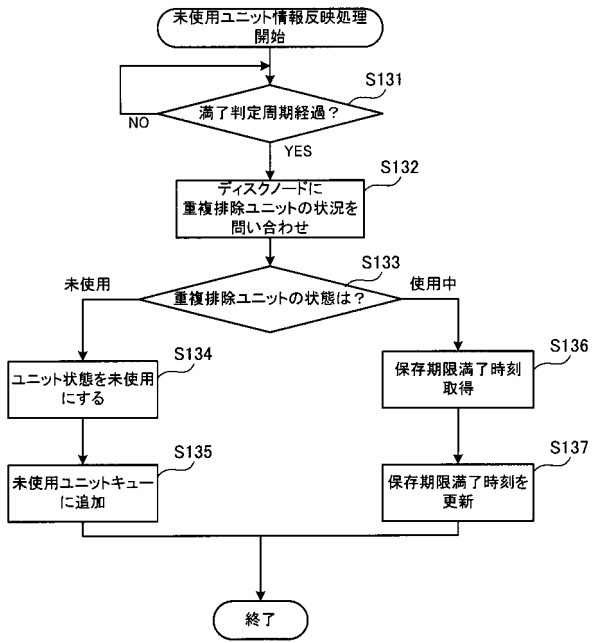 未使用ユニット情報反映処理
開始
S131
満了判定周期経過？
NO
YES
S132
ディスクノードに
重複排除ユニットの状況を
問い合わせ
S133
未使用
重複排除ユニットの状態は？
使用中
S134
ユニット状態を未使用
にする
S136
保存期限満了時刻
取得
S135
未使用ユニットキュー
に追加
S137
保存期限満了時刻を
更新
終了